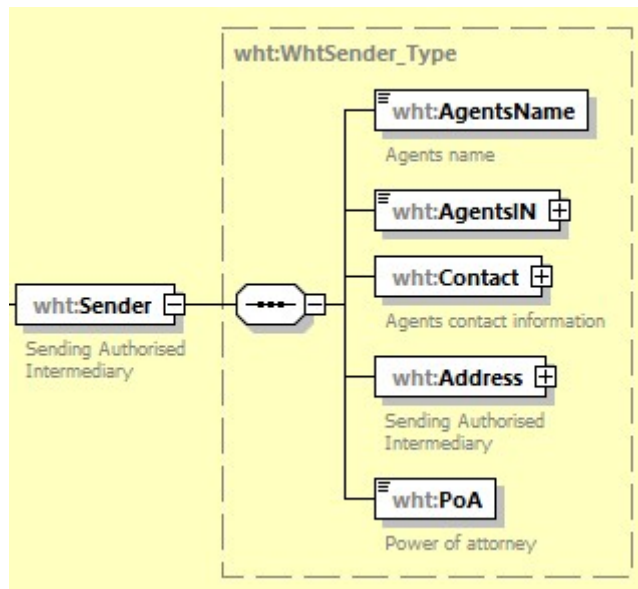 wht:WhtSender_Type
wht:AgentsName
Agents name
wht:AgentsIN
wht:Contact
Agents contact information
wht:Sender
Sending Authorised
Intermediary
wht:Address
Sending Authorised
Intermediary
wht:PoA
Power of attorney